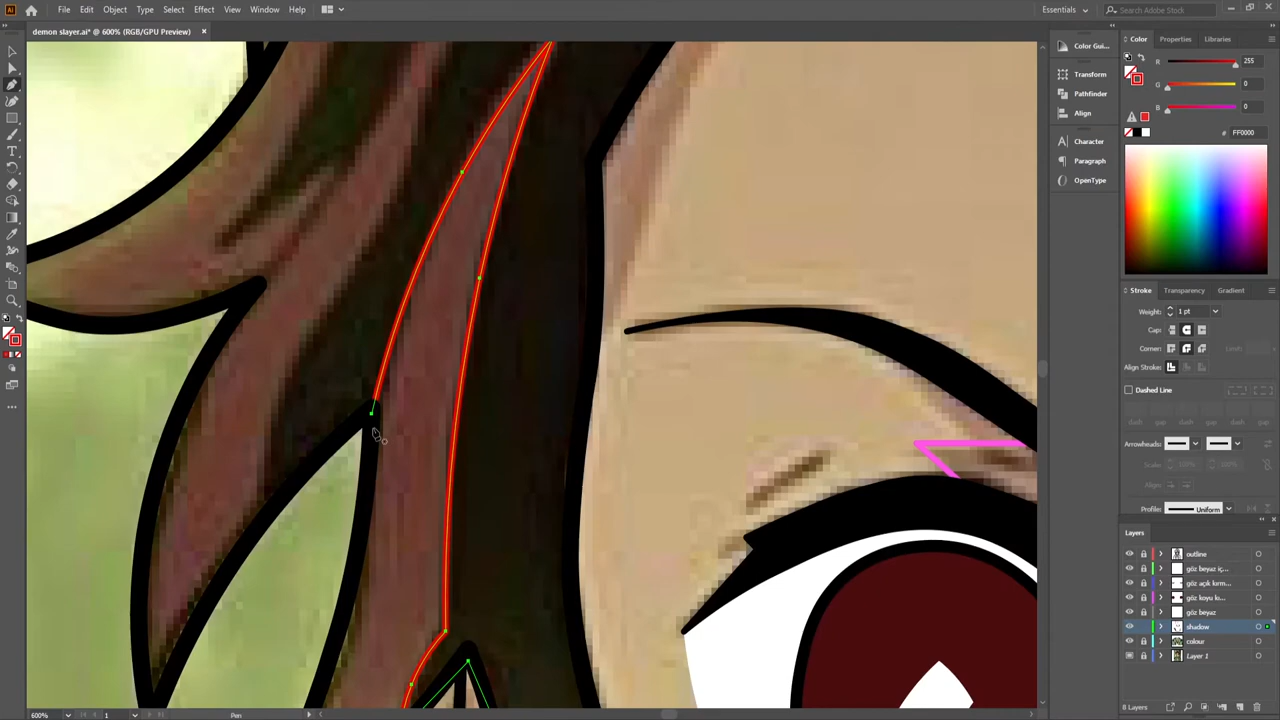 File Edit Object Type Select Effect View Window Help
Essentials
Search Adobe Stock
demon slayer.ai* @ 600% (RGB/GPU Preview)
Color Properties Libraries
Color Gui...
R 255
G 0
B 0
# FF0000
Transform
Pathfinder
Align
Character
Paragraph
OpenType
Stroke Transparency Gradient
Weight: 1 pt
Cap:
Corner:
Align Stroke:
Dashed Line
dash gap dash gap dash gap
Arrowheads:
Scale: 100% 100%
Align:
Profile: Uniform
Layers
outline
göz beyaz iç...
göz açık kırm...
göz koyu kı...
göz beyaz
shadow
colour
Layer 1
8 Layers
600% 1 Pen